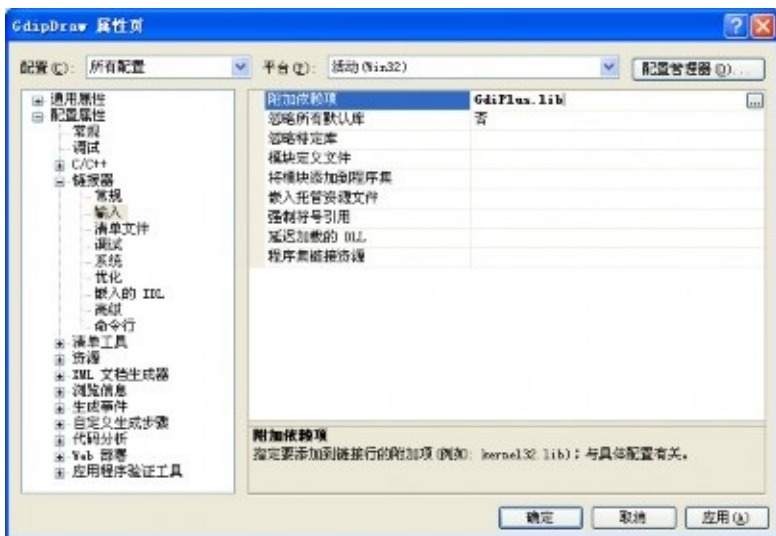 GdipDraw 属性页
配置(C): 所有配置 平台(P): 活动(Win32) 配置管理器(O)...
通用属性
配置属性
常规
调试
C/C++
链接器
常规
输入
清单文件
调试
系统
优化
嵌入的 IDL
高级
命令行
清单工具
资源
XML 文档生成器
浏览信息
生成事件
自定义生成步骤
代码分析
Web 部署
应用程序验证工具
附加依赖项 GdiPlus.lib
忽略所有默认库 否
忽略特定库
模块定义文件
将模块添加到程序集
嵌入托管资源文件
强制符号引用
延迟加载的 DLL
程序集链接资源
附加依赖项
指定要添加到链接行的附加项(例如: kernel32.lib)；与具体配置有关。
确定 取消 应用(A)